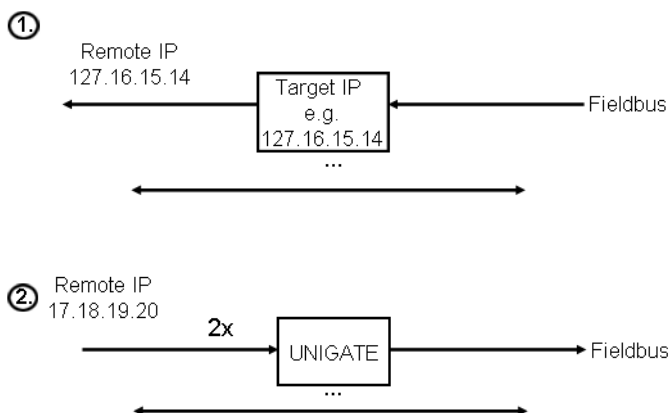 1.
Remote IP
127.16.15.14
Target IP
e.g.
127.16.15.14
Fieldbus
...
2.
Remote IP
17.18.19.20
2x
UNIGATE
Fieldbus
...